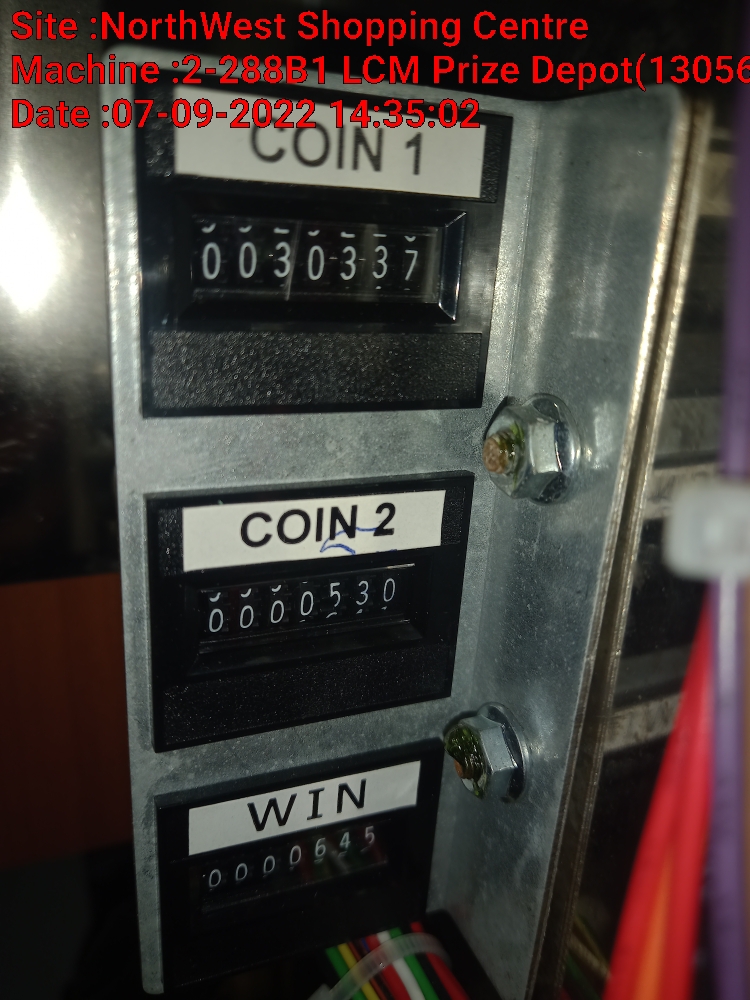 Site :NorthWest Shopping Centre
Machine :2-288B1 LCM Prize Depot(13056
Date :07-09-2022 14:35:02
COIN 1
0030337
COIN 2
0000530
WIN
0000645